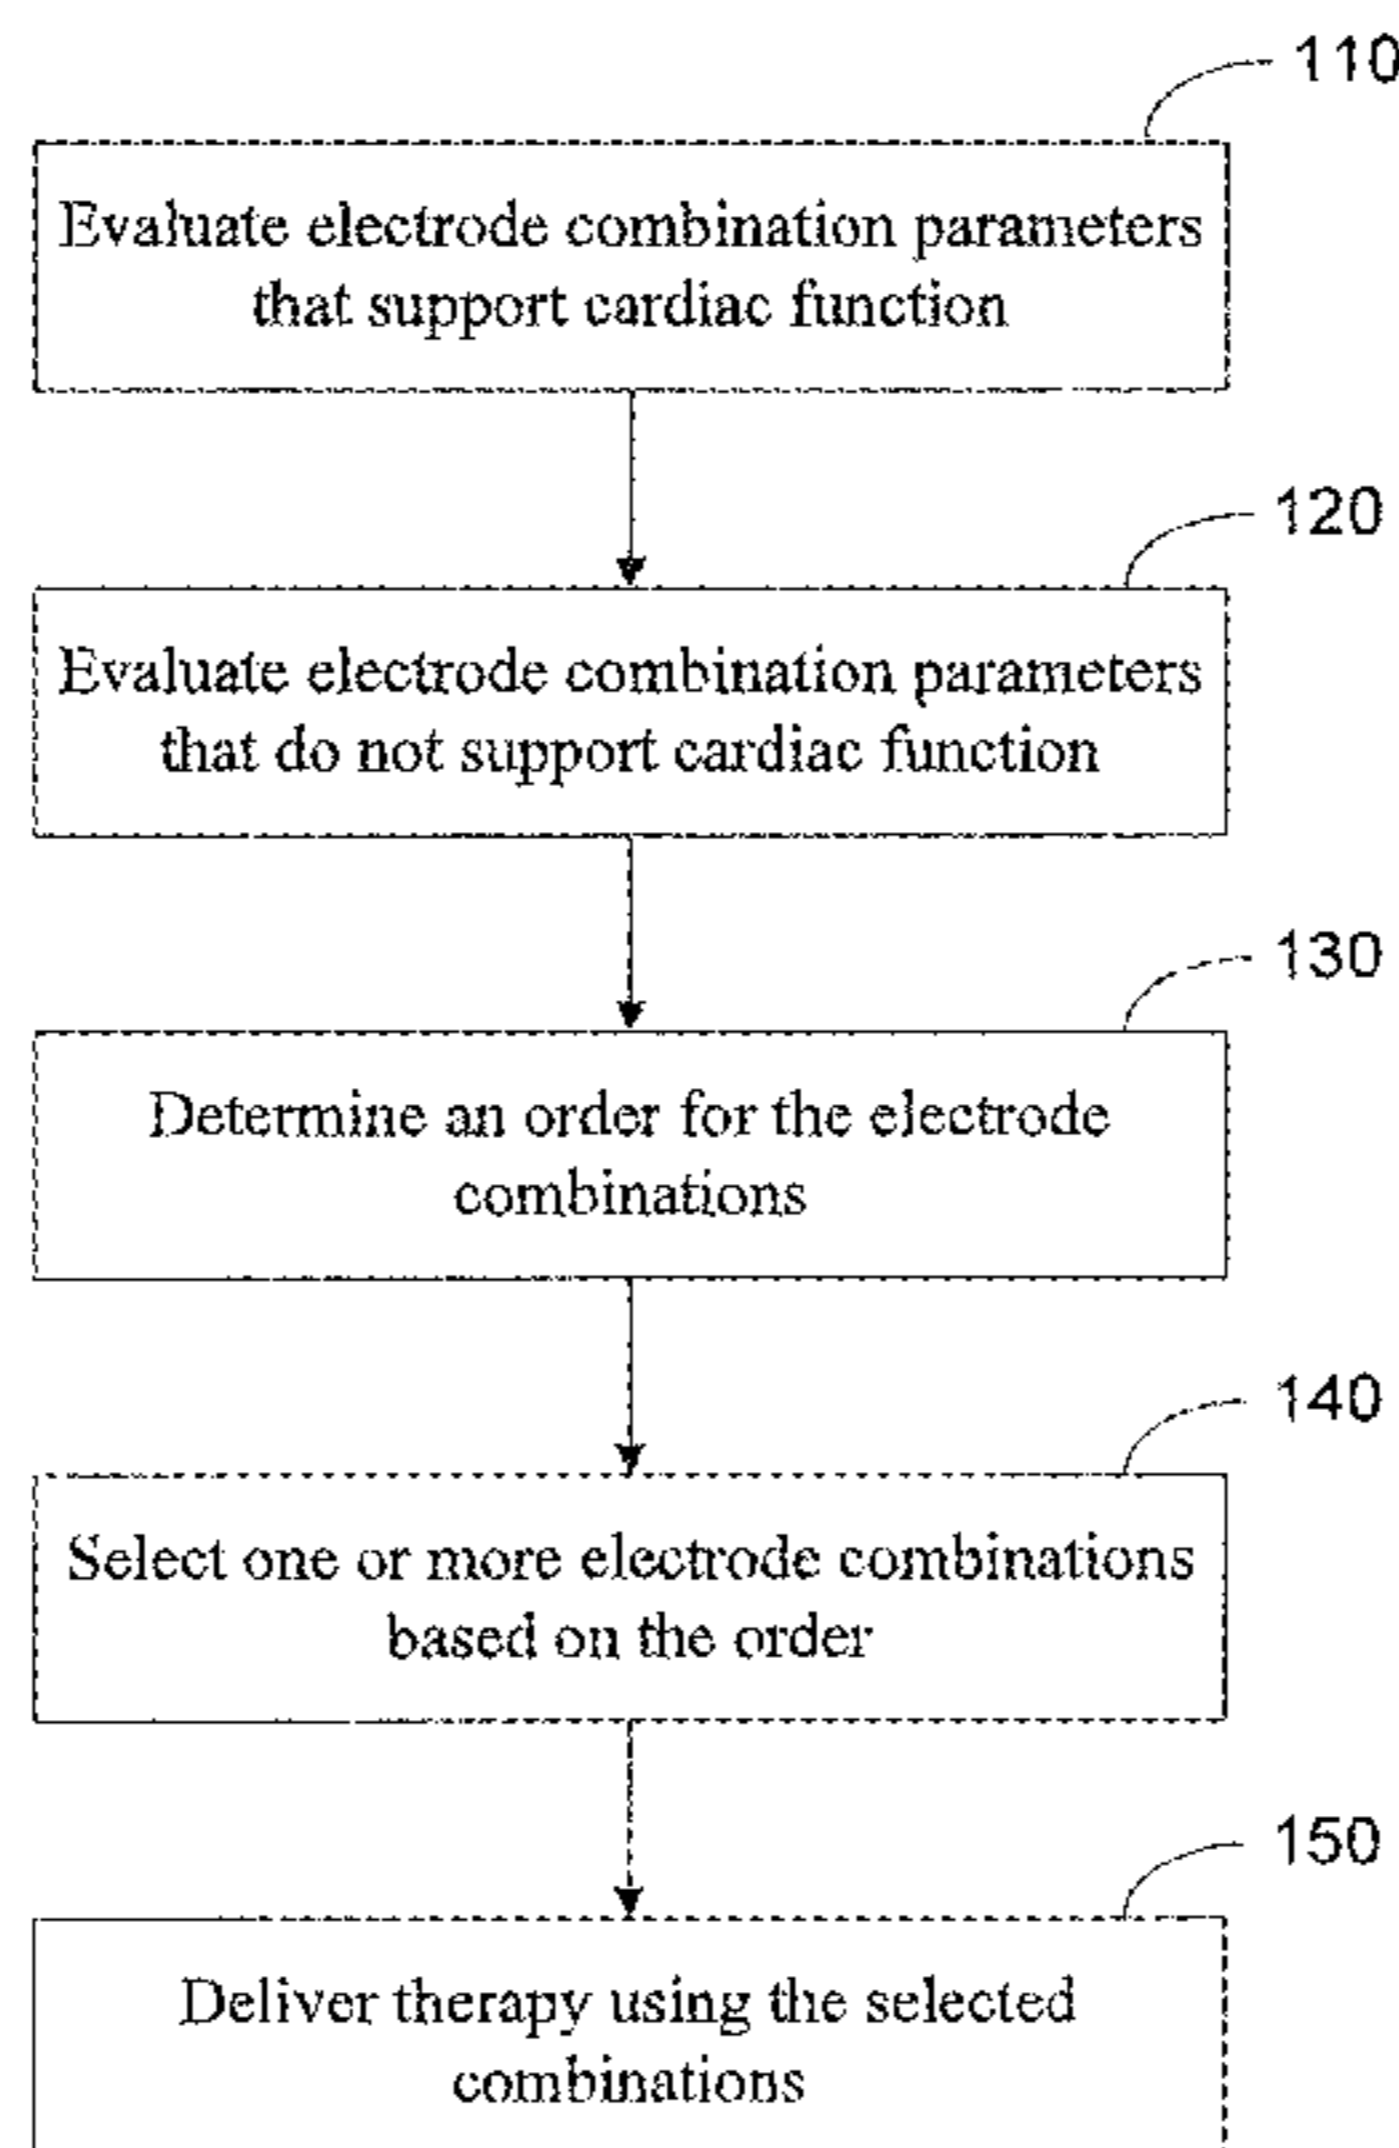 110
Evaluate electrode combination parameters
that support cardiac function
120
Evaluate electrode combination parameters
that do not support cardiac function
130
Determine an order for the electrode
combinations
140
Select one or more electrode combinations
based on the order
150
Deliver therapy using the selected
combinations